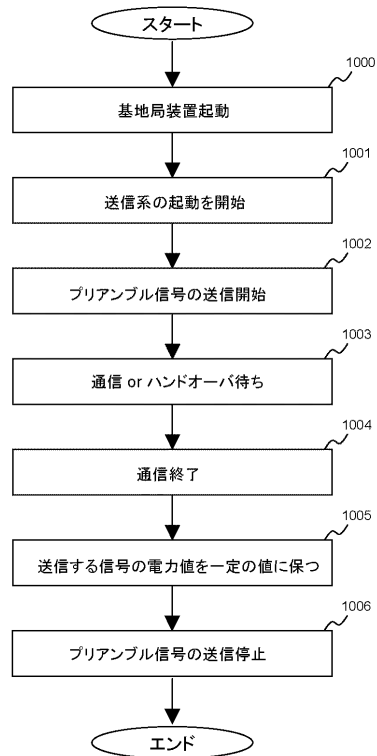 スタート
1000
基地局装置起動
1001
送信系の起動を開始
1002
プリアンブル信号の送信開始
1003
通信 or ハンドオーバ待ち
1004
通信終了
1005
送信する信号の電力値を一定の値に保つ
1006
プリアンブル信号の送信停止
エンド